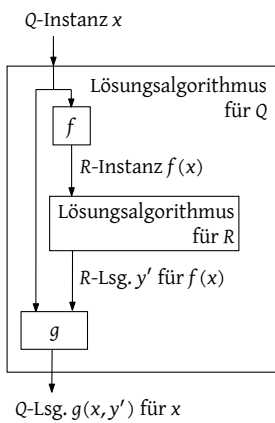 Q-Instanz x
Lösungsalgorithmus
für Q
f
R-Instanz f(x)
Lösungsalgorithmus
für R
R-Lsg. y′ für f(x)
g
Q-Lsg. g(x, y′) für x